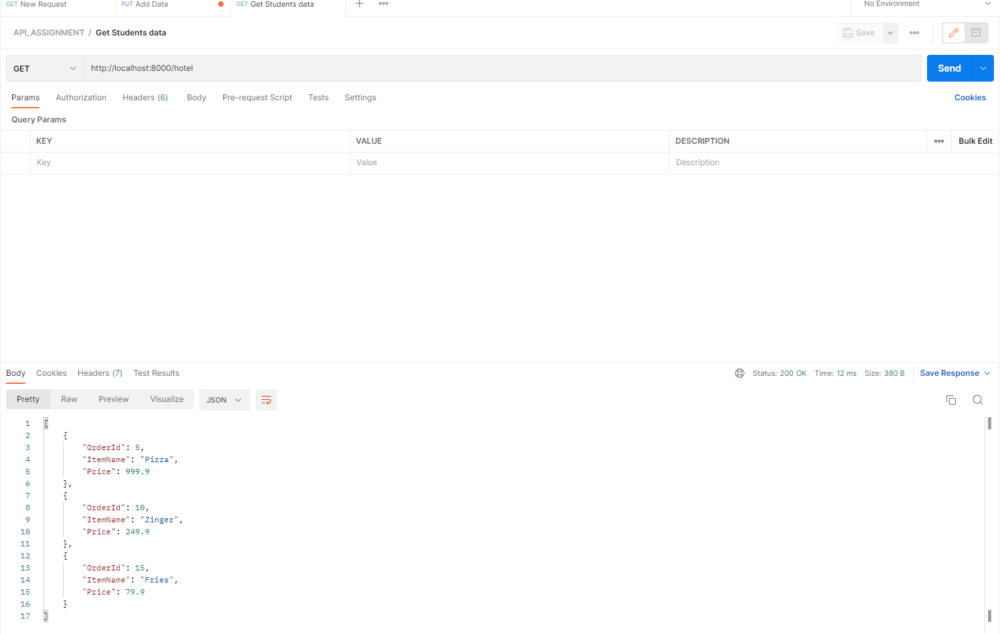 GET New Request PUT Add Data GET Get Students data No Environment
API_ASSIGNMENT / Get Students data Save
GET http://localhost:8000/hotel Send
Params Authorization Headers (6) Body Pre-request Script Tests Settings Cookies
Query Params
KEY VALUE DESCRIPTION Bulk Edit
Key Value Description
Body Cookies Headers (7) Test Results Status: 200 OK Time: 12 ms Size: 380 B Save Response
Pretty Raw Preview Visualize JSON
1 [
2 {
3 "OrderId": 5,
4 "ItemName": "Pizza",
5 "Price": 999.9
6 },
7 {
8 "OrderId": 10,
9 "ItemName": "Zinger",
10 "Price": 249.9
11 },
12 {
13 "OrderId": 15,
14 "ItemName": "Fries",
15 "Price": 79.9
16 }
17 ]